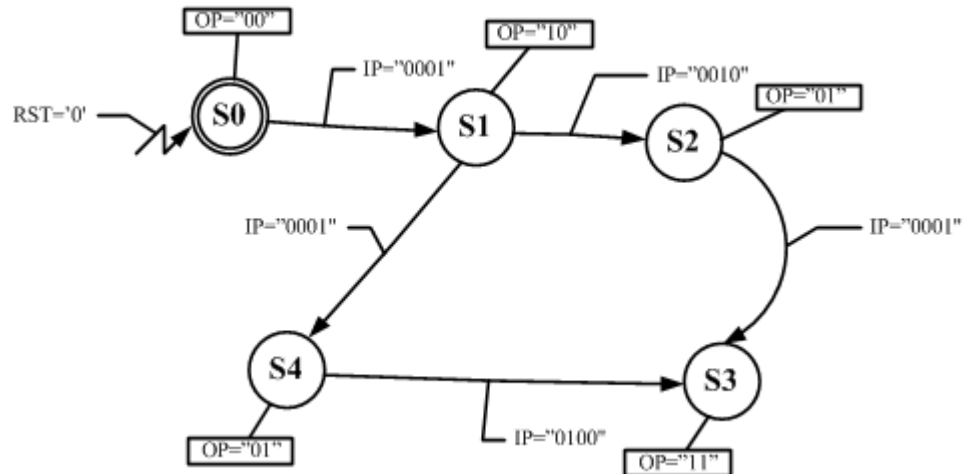 OP="00"
OP="10"
IP="0001"
IP="0010"
OP="01"
RST='0'
S0
S1
S2
IP="0001"
IP="0001"
S4
S3
OP="01"
IP="0100"
OP="11"